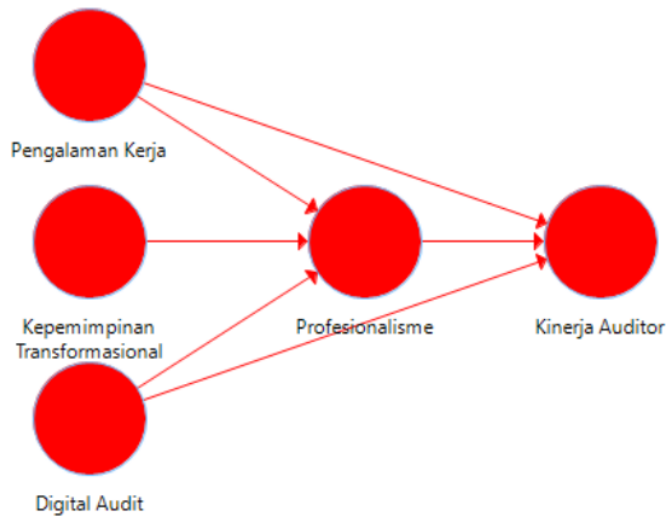 Pengalaman Kerja
Kepemimpinan
Transformasional
Profesionalisme
Kinerja Auditor
Digital Audit